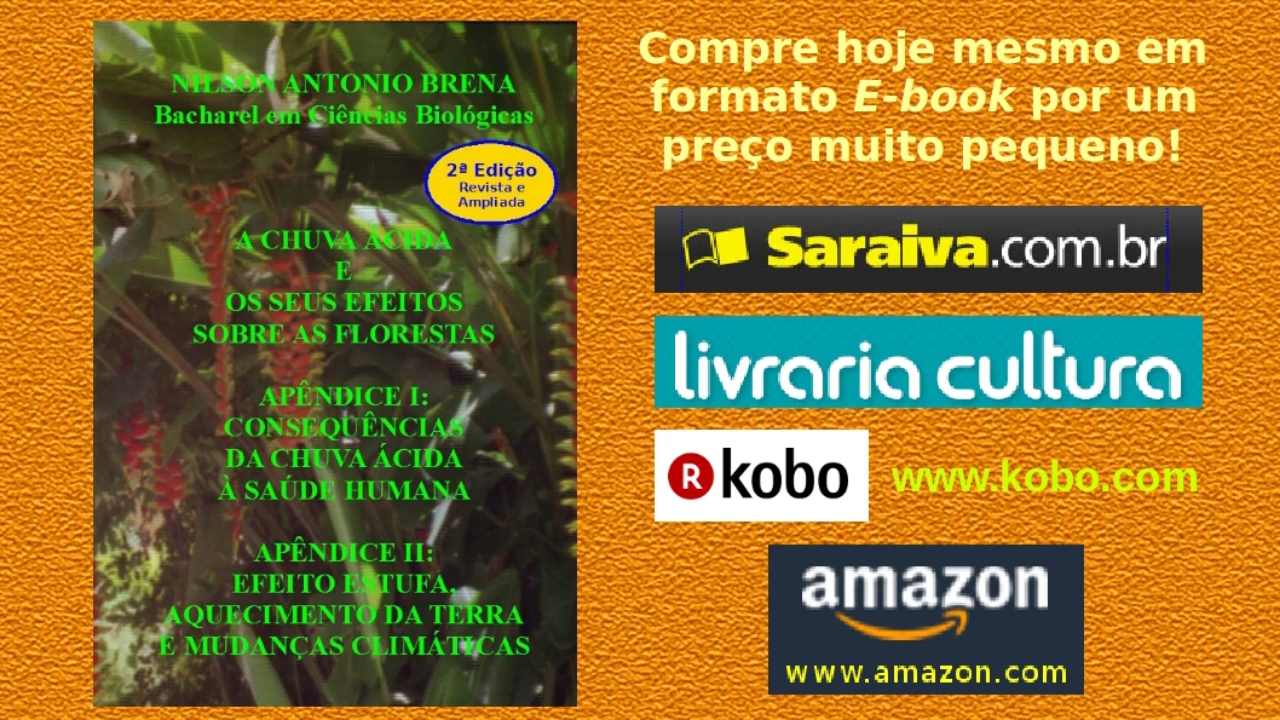 NILSON ANTONIO BRENA
Bacharel em Ciências Biológicas
2ª Edição
Revista e
Ampliada
A CHUVA ÁCIDA
E
OS SEUS EFEITOS
SOBRE AS FLORESTAS
APÊNDICE I:
CONSEQUÊNCIAS
DA CHUVA ÁCIDA
À SAÚDE HUMANA
APÊNDICE II:
EFEITO ESTUFA,
AQUECIMENTO DA TERRA
E MUDANÇAS CLIMÁTICAS
Compre hoje mesmo em
formato E-book por um
preço muito pequeno!
Saraiva.com.br
livraria cultura
R kobo www.kobo.com
amazon
www.amazon.com